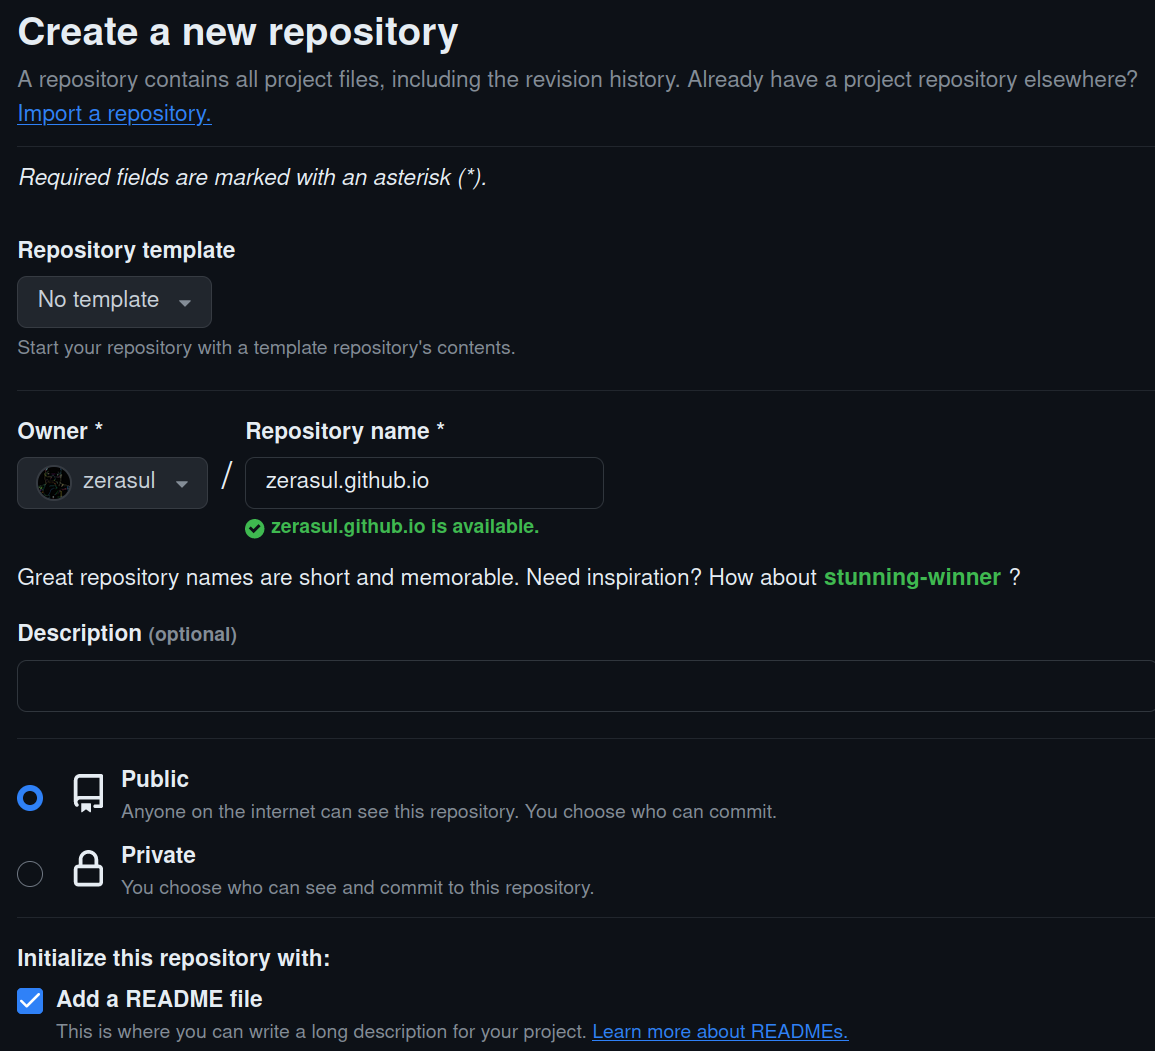 Create a new repository
A repository contains all project files, including the revision history. Already have a project repository elsewhere?
Import a repository.
Required fields are marked with an asterisk (*).
Repository template
No template
Start your repository with a template repository's contents.
Owner *
Repository name *
zerasul
/
zerasul.github.io
zerasul.github.io is available.
Great repository names are short and memorable. Need inspiration? How about stunning-winner ?
Description (optional)
Public
Anyone on the internet can see this repository. You choose who can commit.
Private
You choose who can see and commit to this repository.
Initialize this repository with:
Add a README file
This is where you can write a long description for your project. Learn more about READMEs.